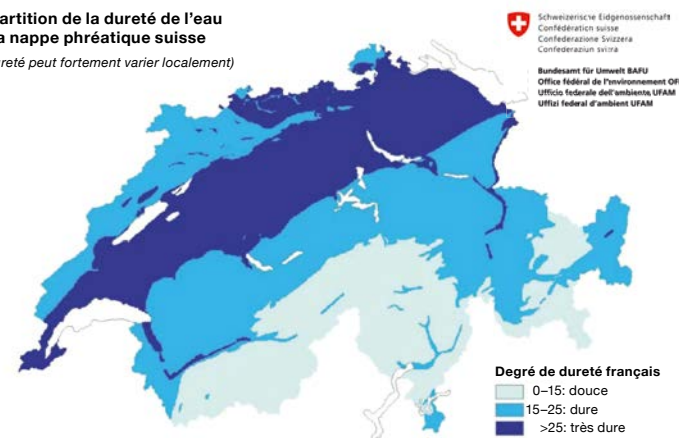 artition de la dureté de l'eau
a nappe phréatique suisse
reté peut fortement varier localement)
Schweizerische Eidgenossenschaft
Confédération suisse
Confederazione Svizzera
Confederaziun svizra
Bundesamt für Umwelt BAFU
Office fédéral de l'environnement OF
Ufficio federale dell'ambiente UFAM
Uffizi federal d'ambient UFAM
Degré de dureté français
0–15: douce
15–25: dure
>25: très dure